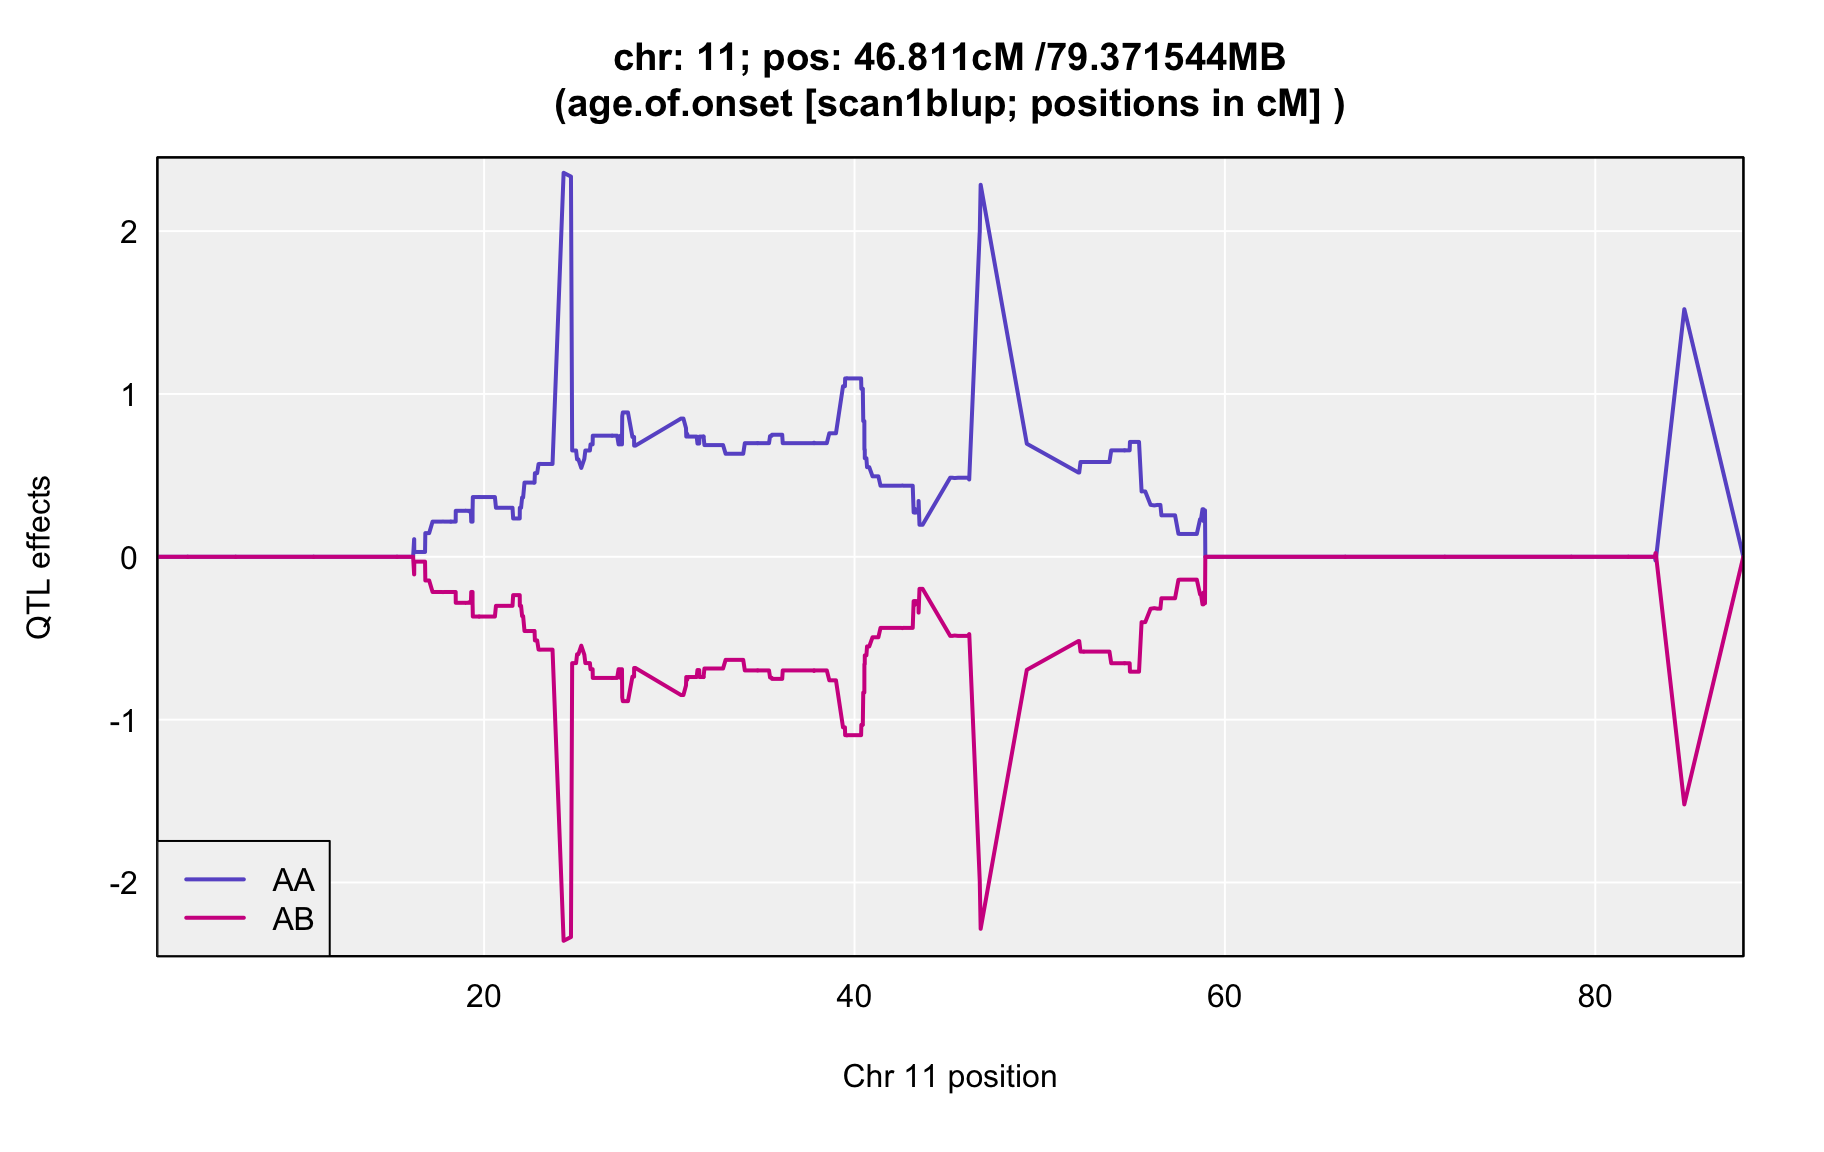 chr: 11; pos: 46.811cM /79.371544MB
(age.of.onset [scan1blup; positions in cM] )
QTL effects
2
1
0
-1
-2
AA
AB
20 40 60 80
Chr 11 position